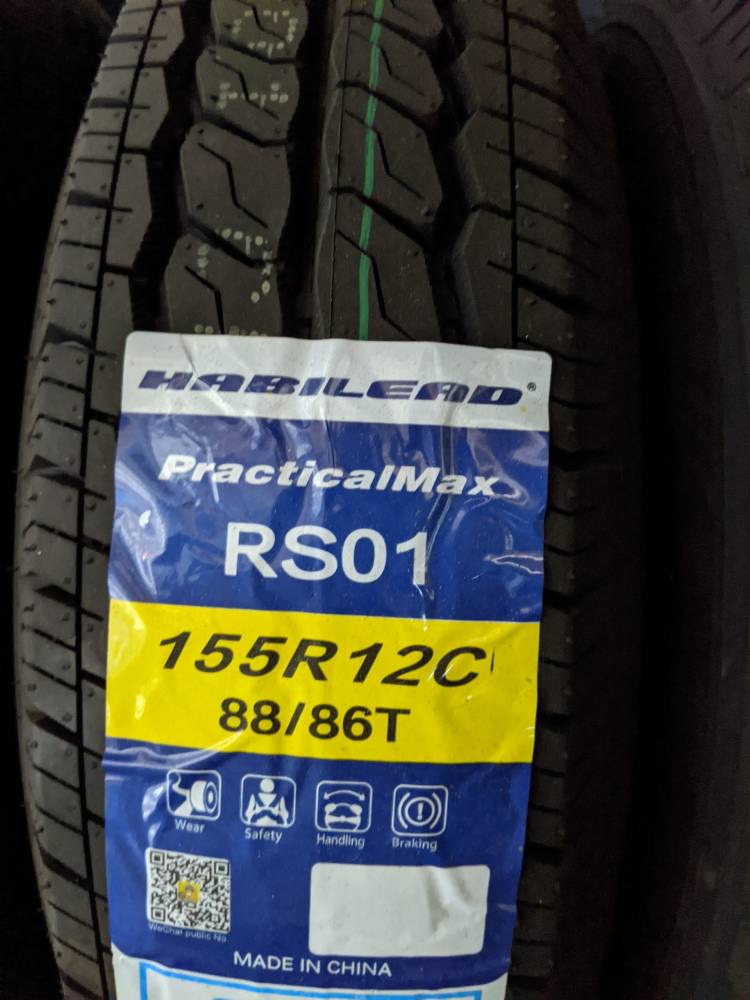 HABILEAD®
PracticalMax
RS01
155R12C
88/86T
Wear Safety Handling Braking
WeChat public No.
MADE IN CHINA